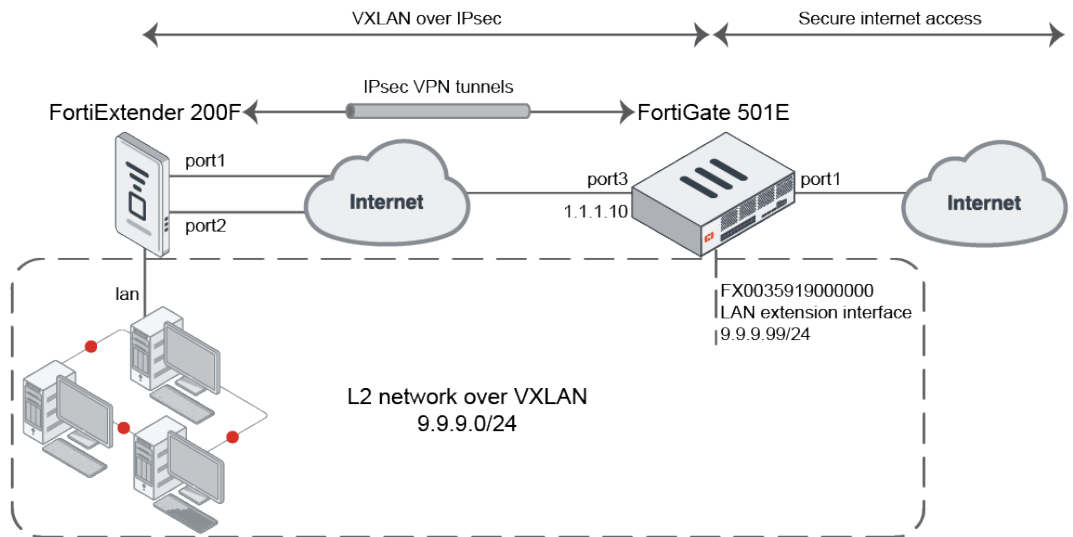 VXLAN over IPsec
Secure internet access
IPsec VPN tunnels
FortiExtender 200F
FortiGate 501E
port1
port2
Internet
port3
1.1.1.10
port1
Internet
lan
FX0035919000000
LAN extension interface
9.9.9.99/24
L2 network over VXLAN
9.9.9.0/24